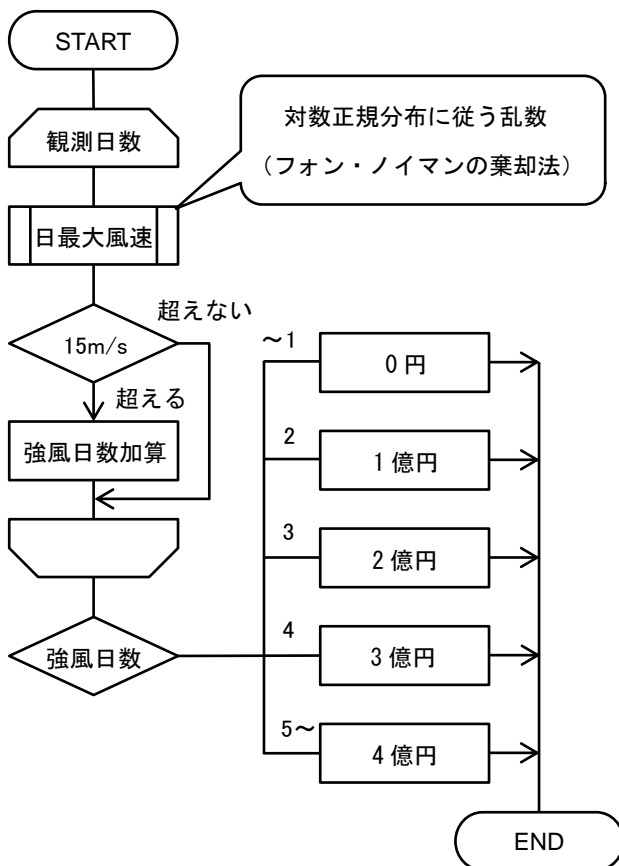 START
観測日数
対数正規分布に従う乱数
(フォン・ノイマンの棄却法)
日最大風速
超えない
15m/s
超える
強風日数加算
強風日数
～1
0円
2
1億円
3
2億円
4
3億円
5～
4億円
END